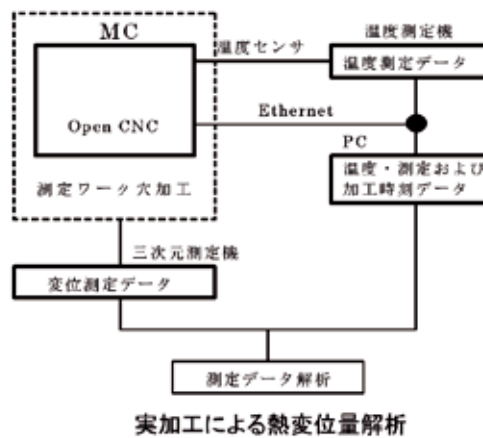 MC
温度測定機
温度センサ
温度測定データ
Open CNC
Ethernet
PC
温度・測定および
加工時刻データ
測定ワーク穴加工
三次元測定機
変位測定データ
測定データ解析
実加工による熱変位量解析